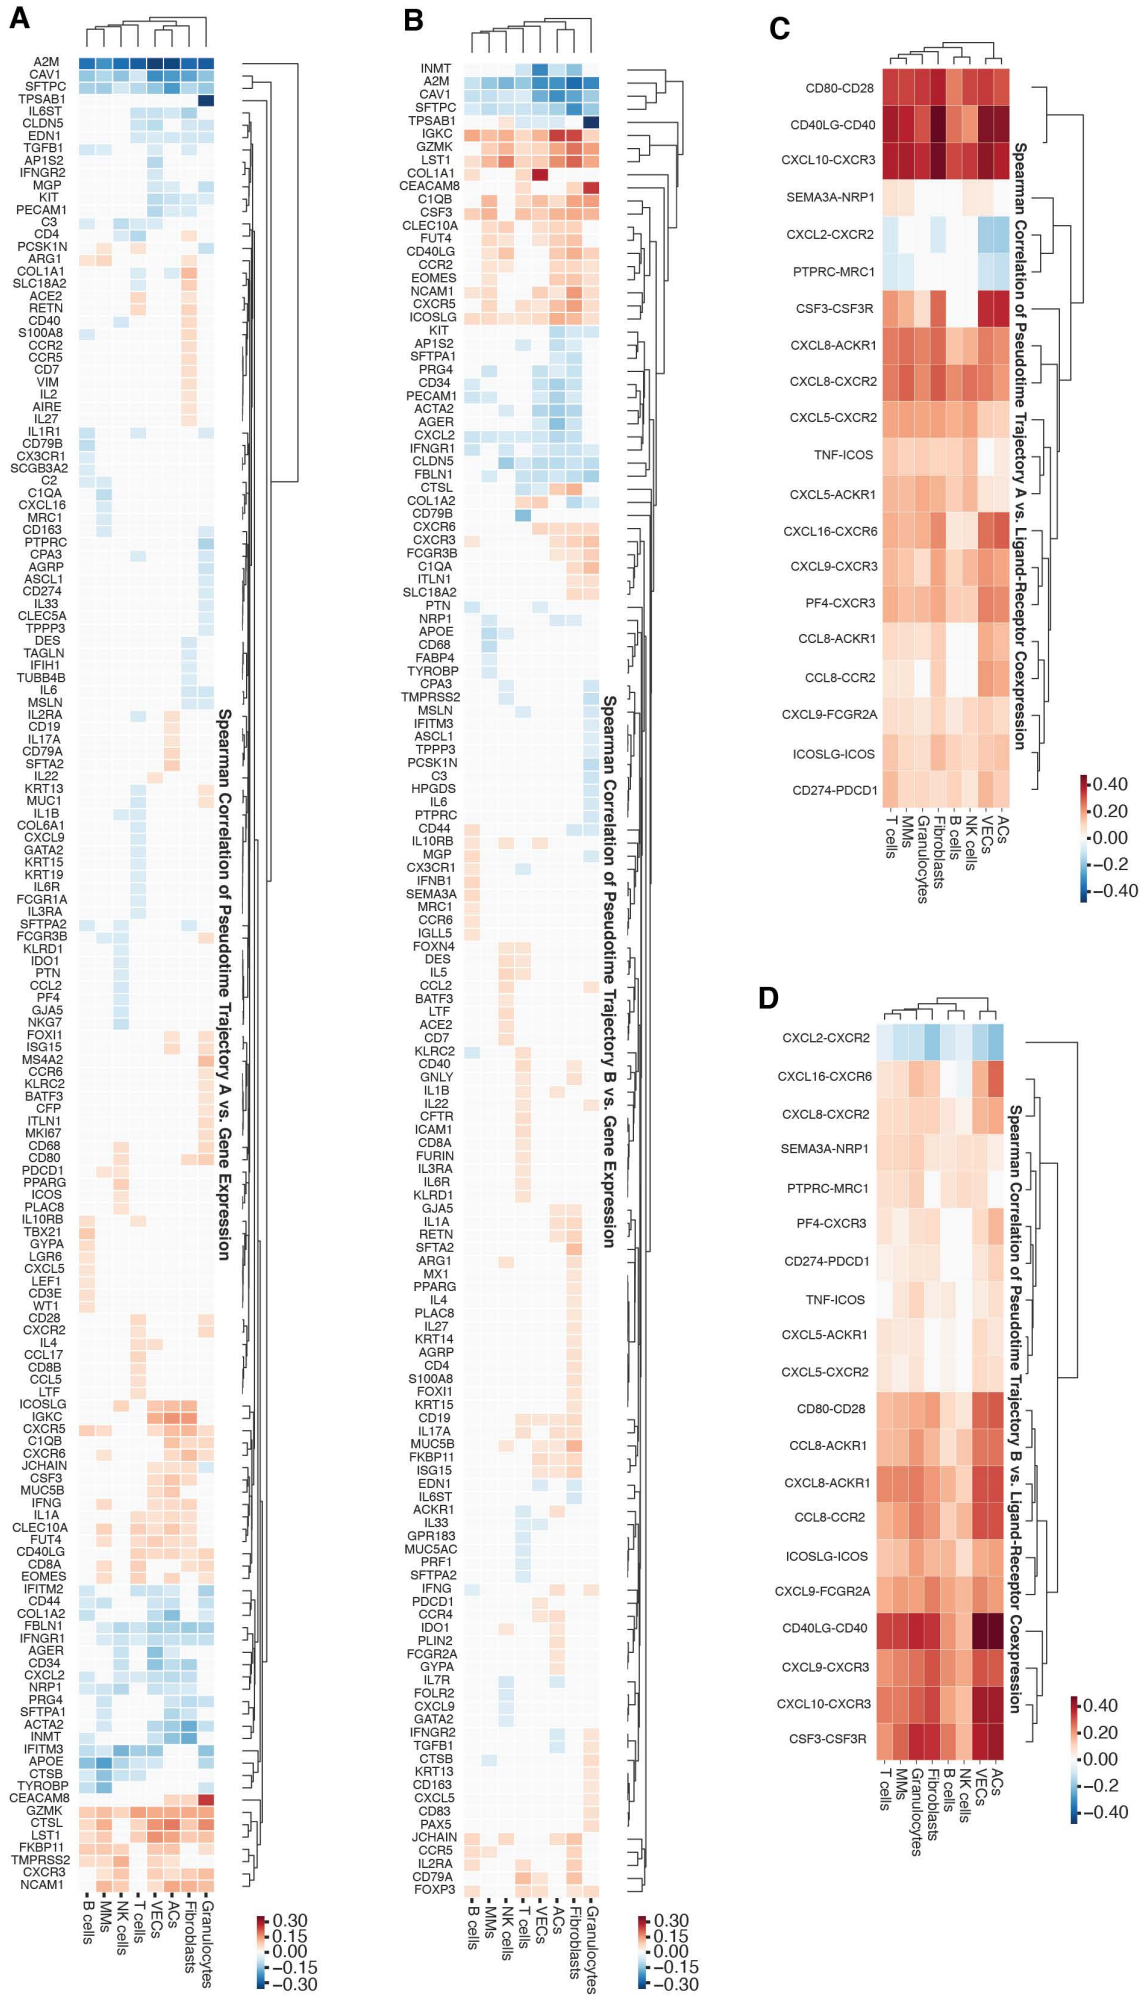 A
A2M
CAV1
SFTPC
TPSAB1
IL6ST
CLDN5
EDN1
TGFB1
AP1S2
IFNGR2
MGP
KIT
PECAM1
C3
CD4
PCSK1N
ARG1
COL1A1
SLC18A2
ACE2
RETN
CD40
S100A8
CCR2
CCR5
CD7
VIM
IL2
AIRE
IL27
IL1R1
CD79B
CX3CR1
SCGB3A2
C2
C1QA
CXCL16
MRC1
CD163
PTPRC
CPA3
AGRP
ASCL1
CD274
IL33
CLEC5A
TPPP3
DES
TAGLN
IFIH1
TUBB4B
IL6
MSLN
IL2RA
CD19
IL17A
CD79A
SFTA2
IL22
KRT13
MUC1
IL1B
COL6A1
CXCL9
GATA2
KRT15
KRT19
IL6R
FCGR1A
IL3RA
SFTPA2
FCGR3B
KLRD1
IDO1
PTN
CCL2
PF4
GJA5
NKG7
FOXI1
ISG15
MS4A2
CCR6
KLRC2
BATF3
CFP
ITLN1
MKI67
CD68
CD80
PDCD1
PPARG
ICOS
PLAC8
IL10RB
TBX21
GYPA
LGR6
CXCL5
LEF1
CD3E
WT1
CD28
CXCR2
IL4
CCL17
CD8B
CCL5
LTF
ICOSLG
IGKC
CXCR5
C1QB
CXCR6
JCHAIN
CSF3
MUC5B
IFNG
IL1A
CLEC10A
FUT4
CD40LG
CD8A
EOMES
IFITM2
CD44
COL1A2
FBLN1
IFNGR1
AGER
CD34
CXCL2
NRP1
PRG4
SFTPA1
ACTA2
INMT
IFITM3
APOE
CTSB
TYROBP
CEACAM8
GZMK
CTSL
LST1
FKBP11
TMPRSS2
CXCR3
NCAM1
B cells
MMs
NK cells
T cells
VECs
ACs
Fibroblasts
Granulocytes
Spearman Correlation of Pseudotime Trajectory A vs. Gene Expression
0.30
0.15
0.00
−0.15
−0.30
B
INMT
A2M
CAV1
SFTPC
TPSAB1
IGKC
GZMK
LST1
COL1A1
CEACAM8
C1QB
CSF3
CLEC10A
FUT4
CD40LG
CCR2
EOMES
NCAM1
CXCR5
ICOSLG
KIT
AP1S2
SFTPA1
PRG4
CD34
PECAM1
ACTA2
AGER
CXCL2
IFNGR1
CLDN5
FBLN1
CTSL
COL1A2
CD79B
CXCR6
CXCR3
FCGR3B
C1QA
ITLN1
SLC18A2
PTN
NRP1
APOE
CD68
FABP4
TYROBP
CPA3
TMPRSS2
MSLN
IFITM3
ASCL1
TPPP3
PCSK1N
C3
HPGDS
IL6
PTPRC
CD44
IL10RB
MGP
CX3CR1
IFNB1
SEMA3A
MRC1
CCR6
IGLL5
FOXN4
DES
IL5
CCL2
BATF3
LTF
ACE2
CD7
KLRC2
CD40
GNLY
IL1B
IL22
CFTR
ICAM1
CD8A
FURIN
IL3RA
IL6R
KLRD1
GJA5
IL1A
RETN
SFTA2
ARG1
MX1
PPARG
IL4
PLAC8
IL27
KRT14
AGRP
CD4
S100A8
FOXI1
KRT15
CD19
IL17A
MUC5B
FKBP11
ISG15
EDN1
IL6ST
ACKR1
IL33
GPR183
MUC5AC
PRF1
SFTPA2
IFNG
PDCD1
CCR4
IDO1
PLIN2
FCGR2A
GYPA
IL7R
FOLR2
CXCL9
GATA2
IFNGR2
TGFB1
CTSB
KRT13
CD163
CXCL5
CD83
PAX5
JCHAIN
CCR5
IL2RA
CD79A
FOXP3
B cells
MMs
NK cells
T cells
VECs
ACs
Fibroblasts
Granulocytes
Spearman Correlation of Pseudotime Trajectory B vs. Gene Expression
0.30
0.15
0.00
−0.15
−0.30
C
CD80-CD28
CD40LG-CD40
CXCL10-CXCR3
SEMA3A-NRP1
CXCL2-CXCR2
PTPRC-MRC1
CSF3-CSF3R
CXCL8-ACKR1
CXCL8-CXCR2
CXCL5-CXCR2
TNF-ICOS
CXCL5-ACKR1
CXCL16-CXCR6
CXCL9-CXCR3
PF4-CXCR3
CCL8-ACKR1
CCL8-CCR2
CXCL9-FCGR2A
ICOSLG-ICOS
CD274-PDCD1
T cells
MMs
Granulocytes
Fibroblasts
B cells
NK cells
VECs
ACs
Spearman Correlation of Pseudotime Trajectory A vs. Ligand-Receptor Coexpression
0.40
0.20
0.00
−0.2
−0.40
D
CXCL2-CXCR2
CXCL16-CXCR6
CXCL8-CXCR2
SEMA3A-NRP1
PTPRC-MRC1
PF4-CXCR3
CD274-PDCD1
TNF-ICOS
CXCL5-ACKR1
CXCL5-CXCR2
CD80-CD28
CCL8-ACKR1
CXCL8-ACKR1
CCL8-CCR2
ICOSLG-ICOS
CXCL9-FCGR2A
CD40LG-CD40
CXCL9-CXCR3
CXCL10-CXCR3
CSF3-CSF3R
T cells
MMs
Granulocytes
Fibroblasts
B cells
NK cells
VECs
ACs
Spearman Correlation of Pseudotime Trajectory B vs. Ligand-Receptor Coexpression
0.40
0.20
0.00
−0.2
−0.40